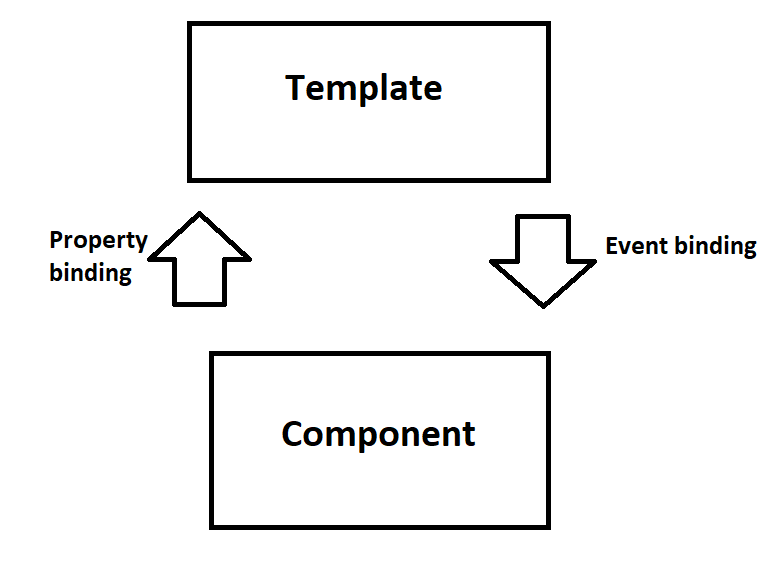 Template
Property
binding
Event binding
Component